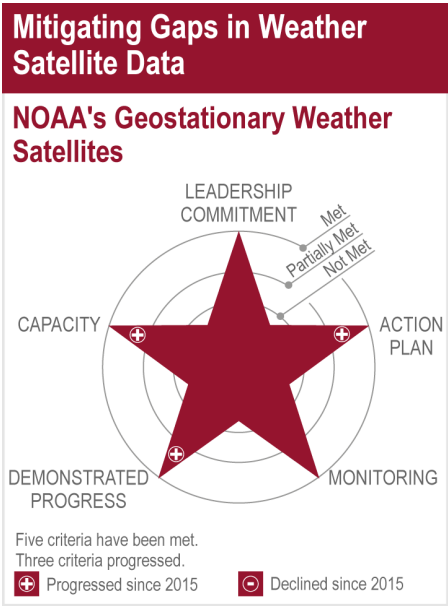 Mitigating Gaps in Weather
Satellite Data
NOAA's Geostationary Weather
Satellites
LEADERSHIP
COMMITMENT
Met
Partially Met
Not Met
CAPACITY
ACTION
PLAN
DEMONSTRATED
PROGRESS
MONITORING
Five criteria have been met.
Three criteria progressed.
Progressed since 2015
Declined since 2015